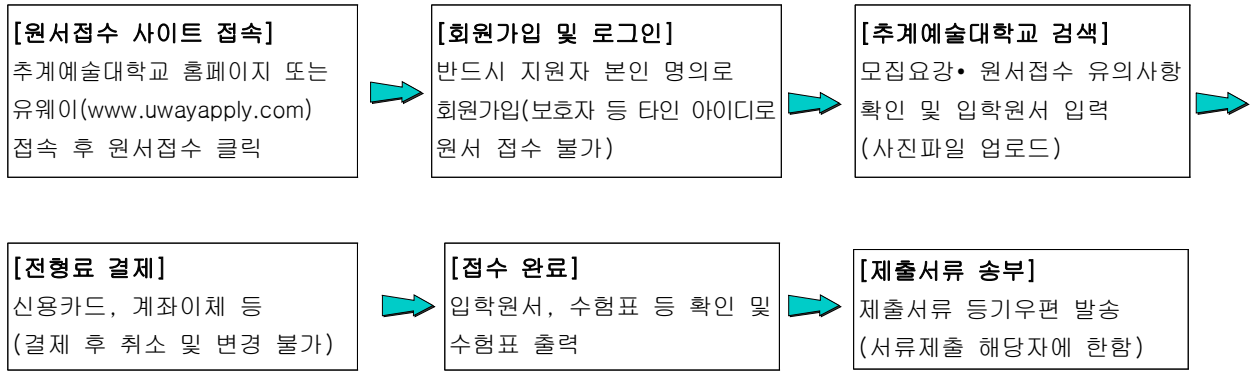 [원서접수 사이트 접속]
추계예술대학교 홈페이지 또는
유웨이(www.uwayapply.com)
접속 후 원서접수 클릭
[회원가입 및 로그인]
반드시 지원자 본인 명의로
회원가입(보호자 등 타인 아이디로
원서 접수 불가)
[추계예술대학교 검색]
모집요강• 원서접수 유의사항
확인 및 입학원서 입력
(사진파일 업로드)
[전형료 결제]
신용카드, 계좌이체 등
(결제 후 취소 및 변경 불가)
[접수 완료]
입학원서, 수험표 등 확인 및
수험표 출력
[제출서류 송부]
제출서류 등기우편 발송
(서류제출 해당자에 한함)